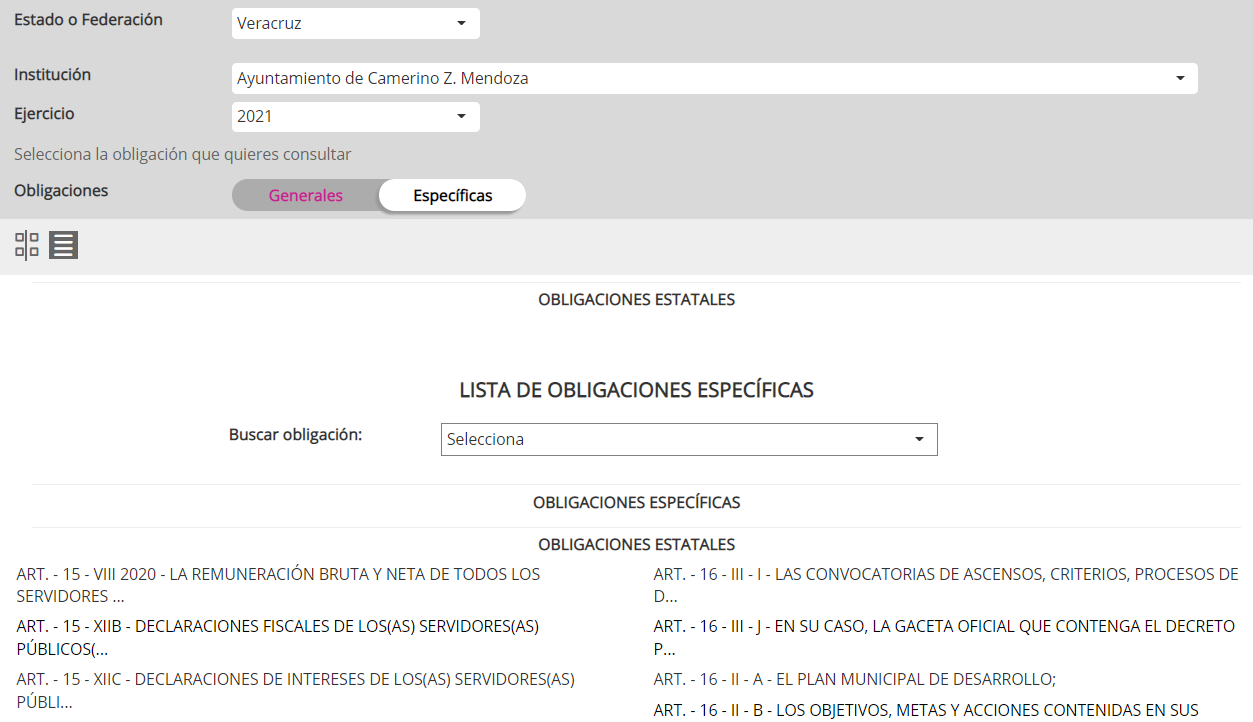 Estado o Federación
Veracruz
Institución
Ayuntamiento de Camerino Z. Mendoza
Ejercicio
2021
Selecciona la obligación que quieres consultar
Obligaciones
Generales
Específicas
OBLIGACIONES ESTATALES
LISTA DE OBLIGACIONES ESPECÍFICAS
Buscar obligación:
Selecciona
OBLIGACIONES ESPECÍFICAS
OBLIGACIONES ESTATALES
ART. - 15 - VIII 2020 - LA REMUNERACIÓN BRUTA Y NETA DE TODOS LOS
SERVIDORES ...
ART. - 15 - XIIB - DECLARACIONES FISCALES DE LOS(AS) SERVIDORES(AS)
PÚBLICOS(...
ART. - 15 - XIIC - DECLARACIONES DE INTERESES DE LOS(AS) SERVIDORES(AS)
PÚBLI...
ART. - 16 - III - I - LAS CONVOCATORIAS DE ASCENSOS, CRITERIOS, PROCESOS DE
D...
ART. - 16 - III - J - EN SU CASO, LA GACETA OFICIAL QUE CONTENGA EL DECRETO
P...
ART. - 16 - II - A - EL PLAN MUNICIPAL DE DESARROLLO;
ART. - 16 - II - B - LOS OBJETIVOS, METAS Y ACCIONES CONTENIDAS EN SUS